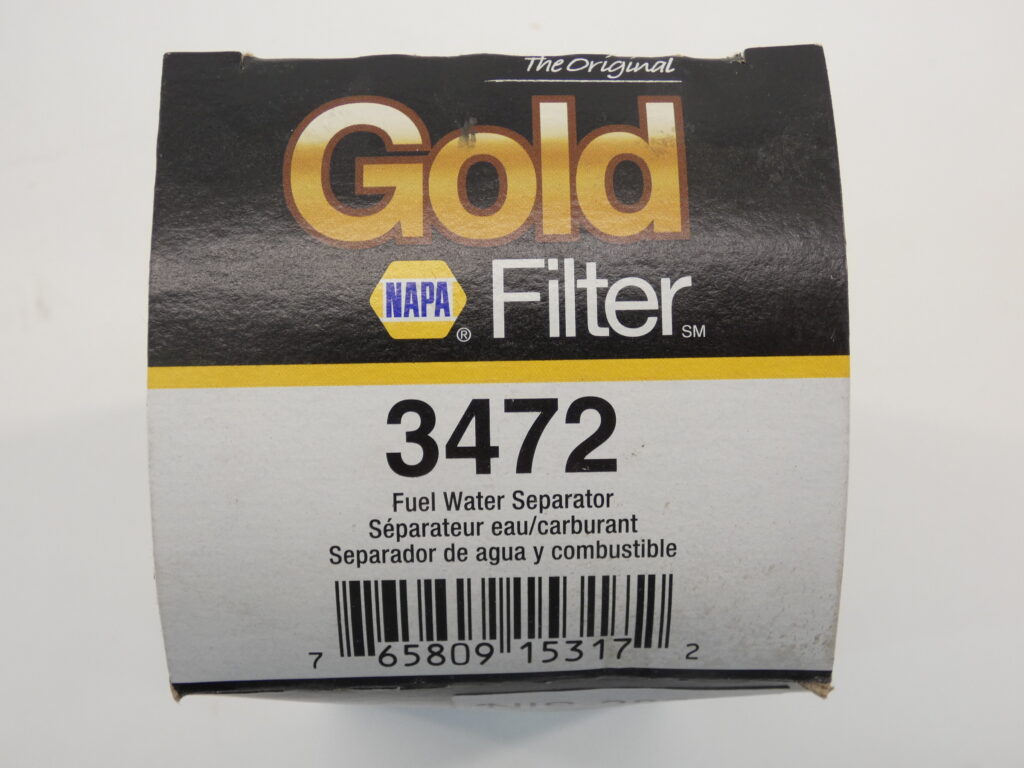 The Original
Gold
NAPA® Filter SM
3472
Fuel Water Separator
Séparateur eau/carburant
Separador de agua y combustible
7 65809 15317 2